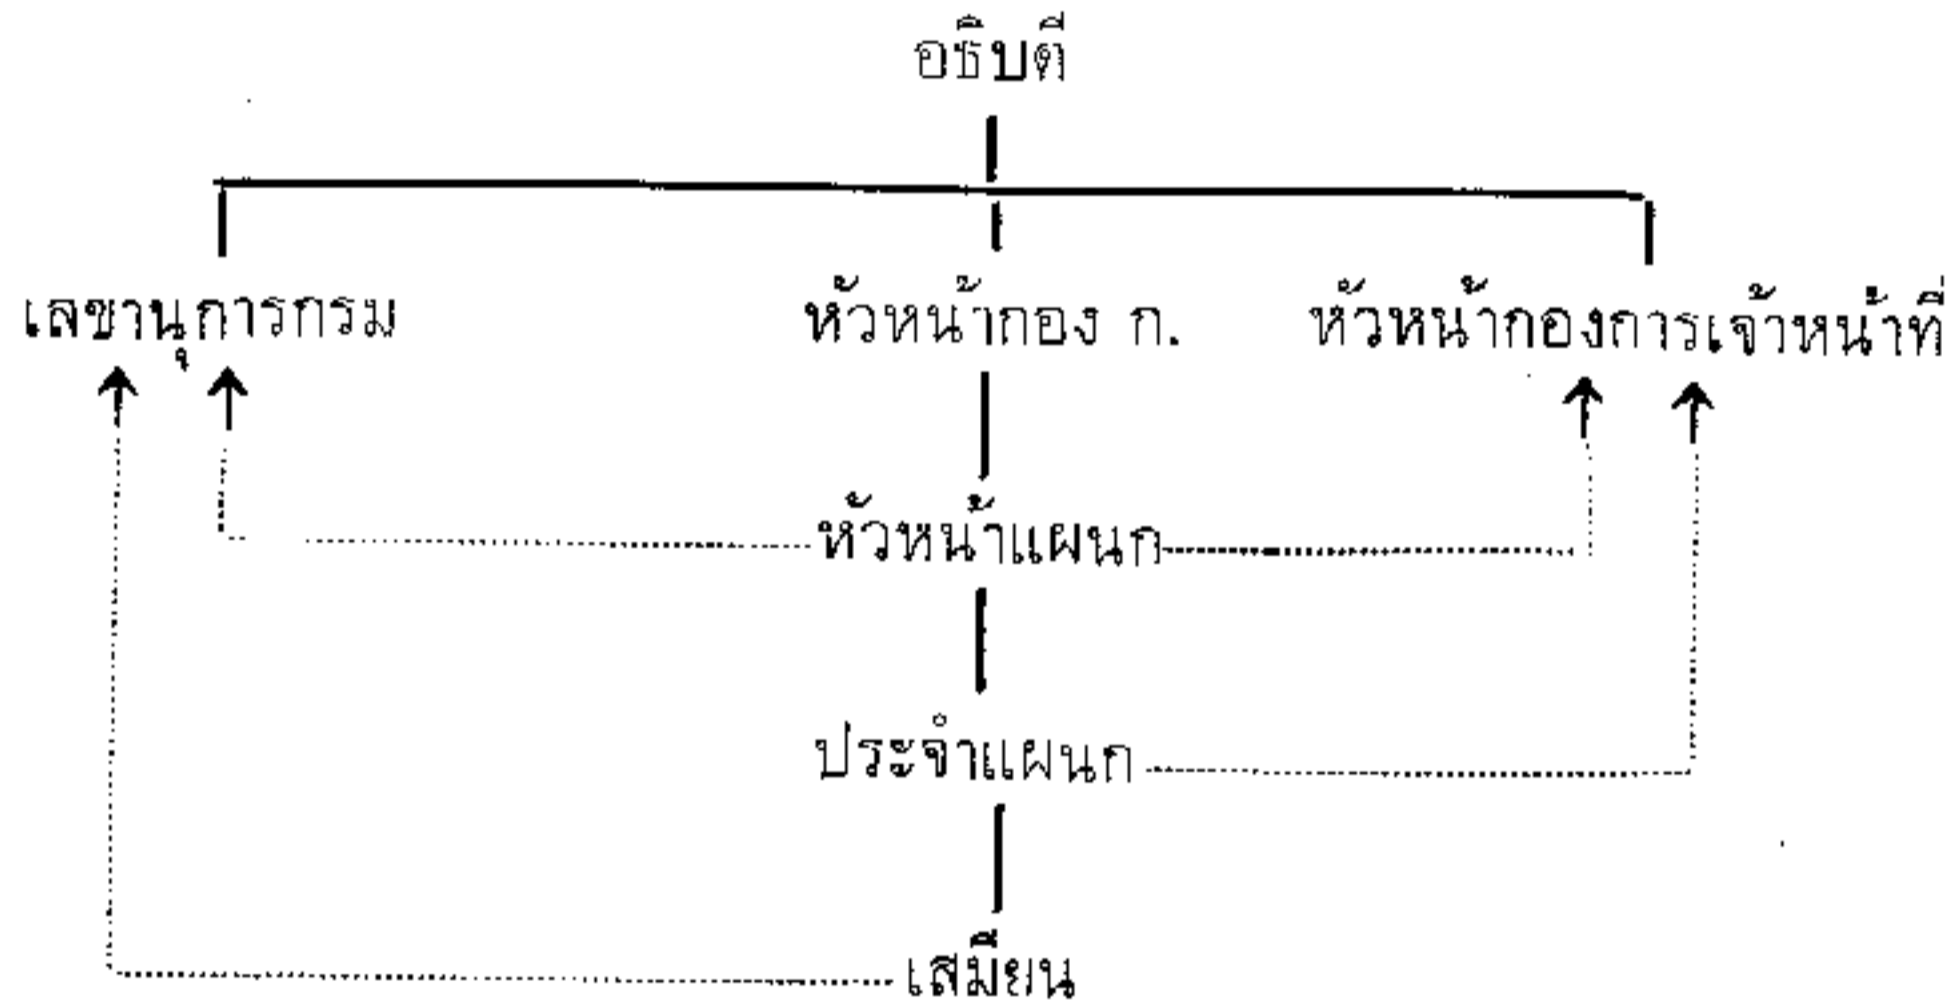 อธิบดี
เลขานุการกรม หัวหน้ากอง ก. หัวหน้ากองการเจ้าหน้าที่
หัวหน้าแผนก
ประจำแผนก
เสมียน